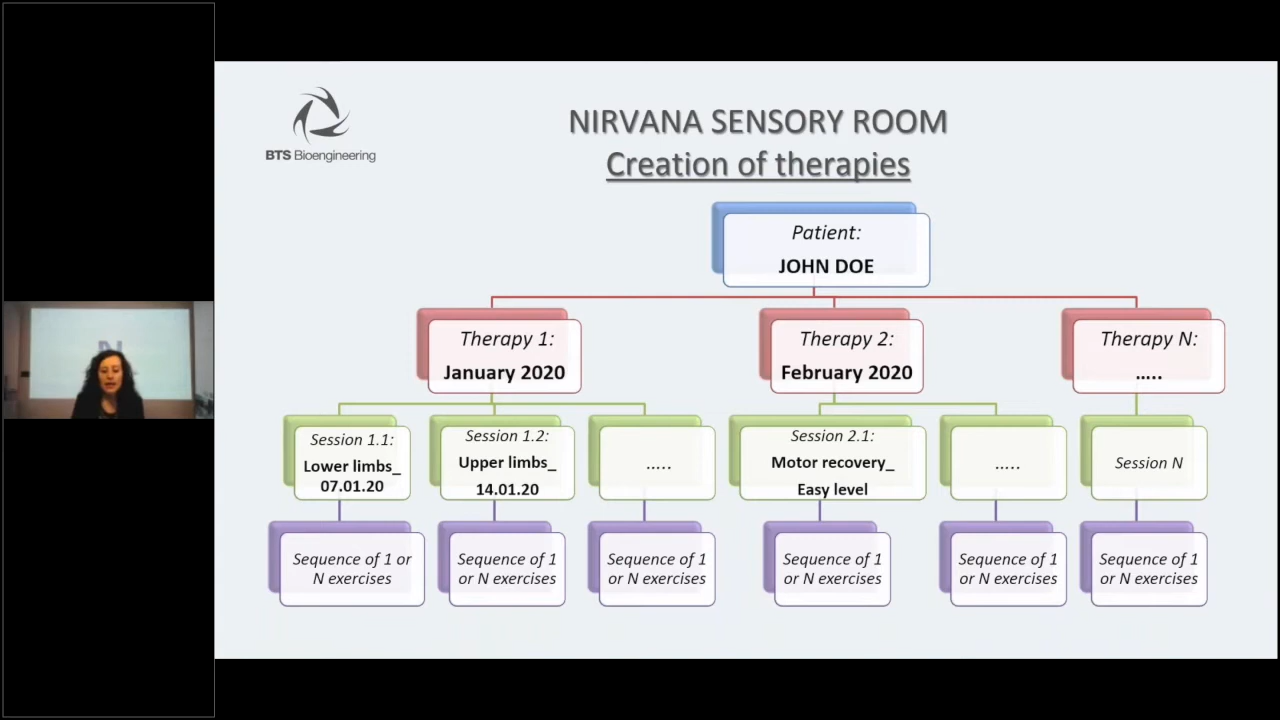 BTS Bioengineering
NIRVANA SENSORY ROOM
Creation of therapies
Patient:
JOHN DOE
Therapy 1:
January 2020
Therapy 2:
February 2020
Therapy N:
.....
Session 1.1:
Lower limbs_
07.01.20
Session 1.2:
Upper limbs_
14.01.20
.....
Session 2.1:
Motor recovery_
Easy level
.....
Session N
Sequence of 1 or
N exercises
Sequence of 1
or N exercises
Sequence of 1
or N exercises
Sequence of 1
or N exercises
Sequence of 1
or N exercises
Sequence of 1
or N exercises
N